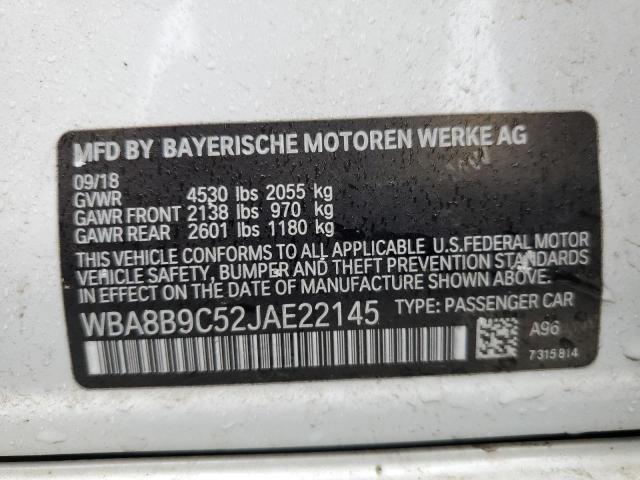 MFD BY BAYERISCHE MOTOREN WERKE AG
09/18
GVWR 4530 lbs 2055 kg
GAWR FRONT 2138 lbs 970 kg
GAWR REAR 2601 lbs 1180 kg
THIS VEHICLE CONFORMS TO ALL APPLICABLE U.S.FEDERAL MOTOR
VEHICLE SAFETY, BUMPER AND THEFT PREVENTION STANDARDS
IN EFFECT ON THE DATE OF MANUFACTURE SHOWN ABOVE.
WBA8B9C52JAE22145 TYPE: PASSENGER CAR
A96
7315814